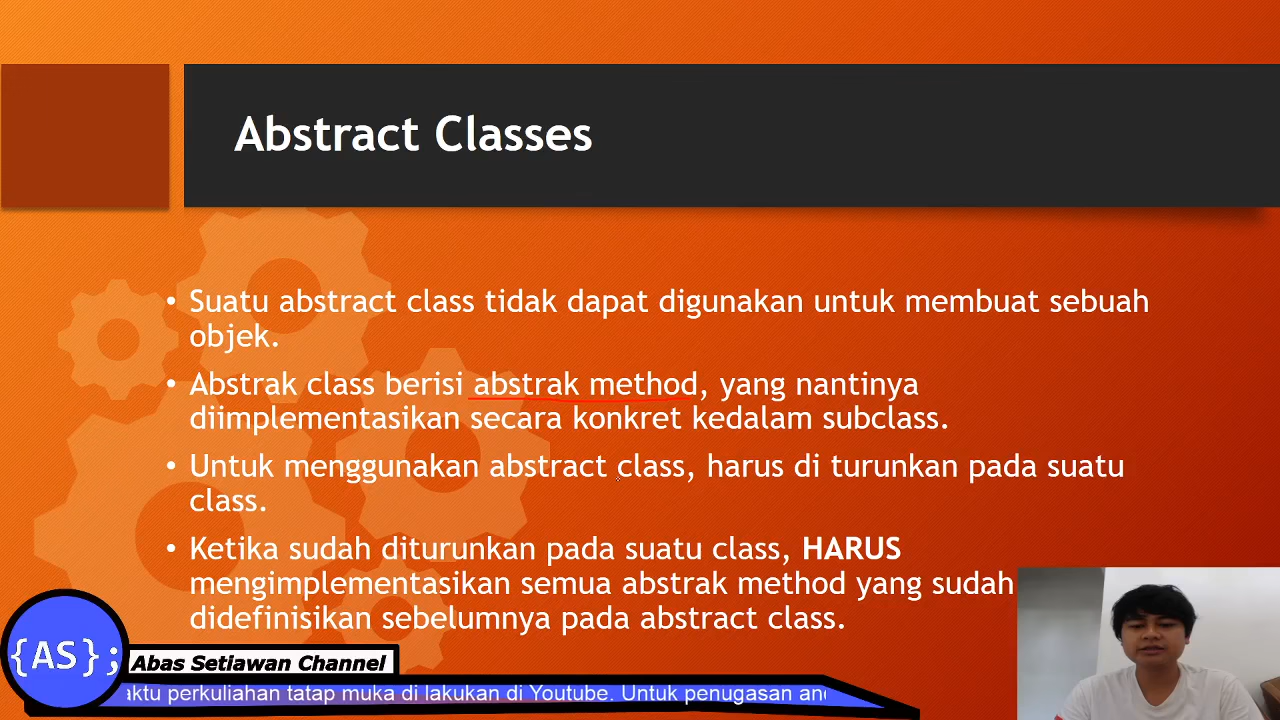 Abstract Classes
• Suatu abstract class tidak dapat digunakan untuk membuat sebuah
objek.
• Abstrak class berisi abstrak method, yang nantinya
diimplementasikan secara konkret kedalam subclass.
• Untuk menggunakan abstract class, harus di turunkan pada suatu
class.
• Ketika sudah diturunkan pada suatu class, HARUS
mengimplementasikan semua abstrak method yang sudah
didefinisikan sebelumnya pada abstract class.
{AS};
Abas Setiawan Channel
aktu perkuliahan tatap muka di lakukan di Youtube. Untuk penugasan